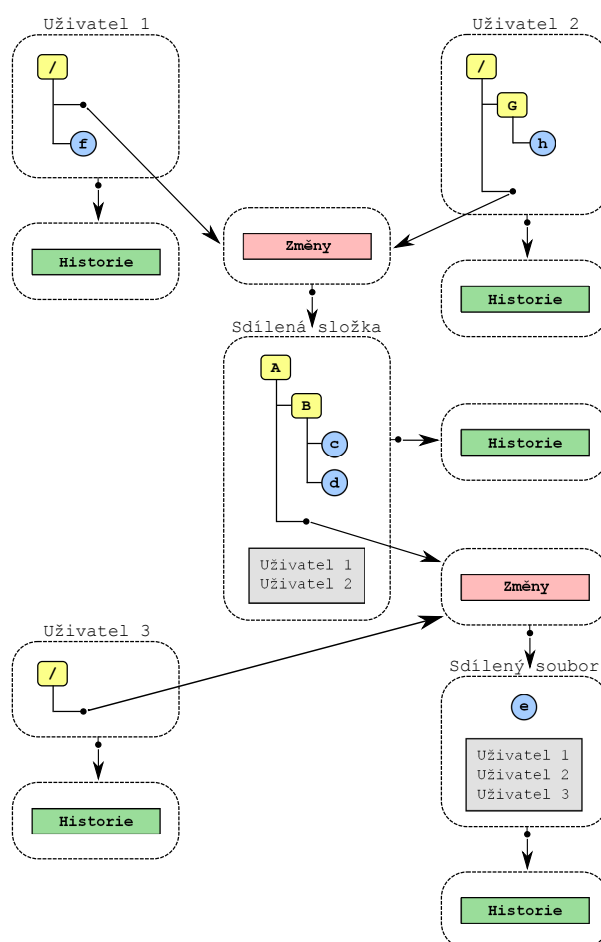 Uživatel 1
/
f
Historie
Uživatel 2
/
G
h
Historie
Změny
Sdílená složka
A
B
c
d
Uživatel 1
Uživatel 2
Historie
Změny
Uživatel 3
/
Historie
Sdílený soubor
e
Uživatel 1
Uživatel 2
Uživatel 3
Historie